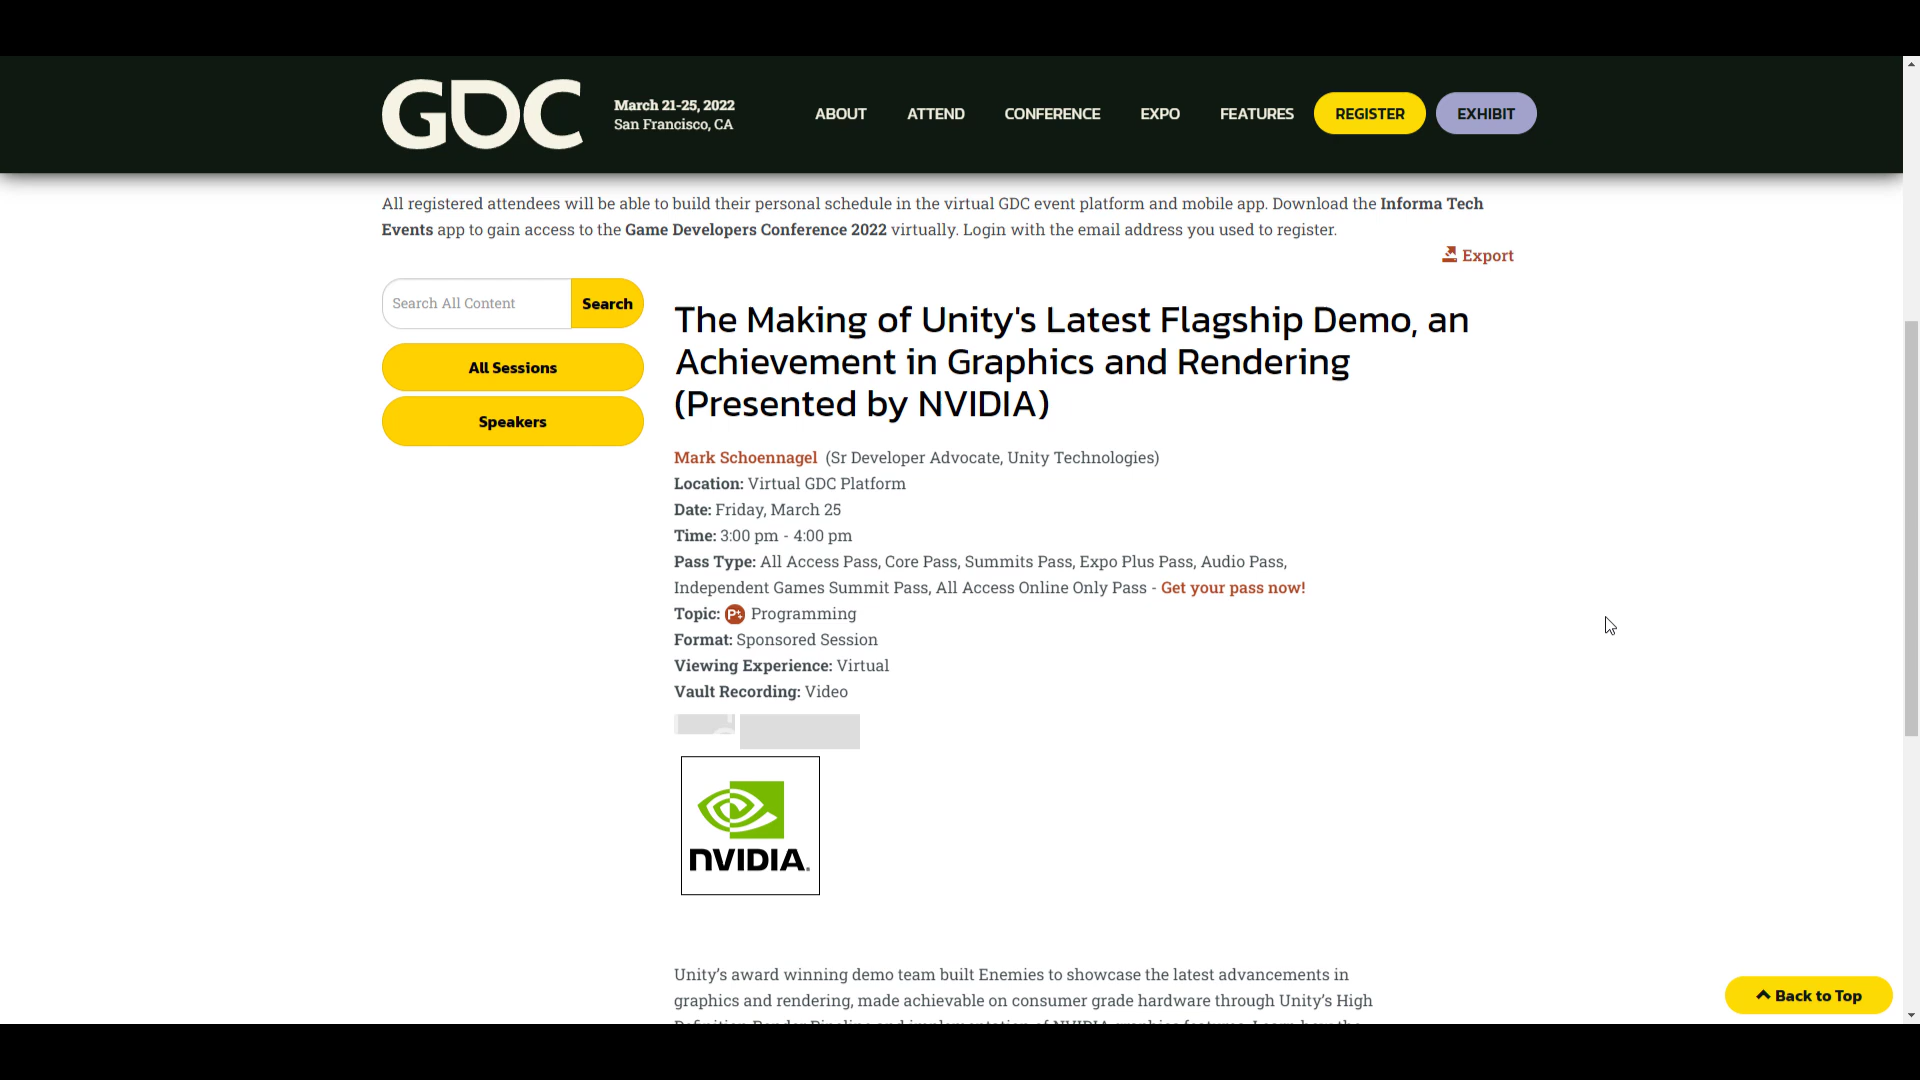 GDC
March 21-25, 2022
San Francisco, CA
ABOUT
ATTEND
CONFERENCE
EXPO
FEATURES
REGISTER
EXHIBIT
All registered attendees will be able to build their personal schedule in the virtual GDC event platform and mobile app. Download the Informa Tech
Events app to gain access to the Game Developers Conference 2022 virtually. Login with the email address you used to register.
Export
Search All Content
Search
All Sessions
Speakers
The Making of Unity's Latest Flagship Demo, an
Achievement in Graphics and Rendering
(Presented by NVIDIA)
Mark Schoennagel (Sr Developer Advocate, Unity Technologies)
Location: Virtual GDC Platform
Date: Friday, March 25
Time: 3:00 pm - 4:00 pm
Pass Type: All Access Pass, Core Pass, Summits Pass, Expo Plus Pass, Audio Pass,
Independent Games Summit Pass, All Access Online Only Pass - Get your pass now!
Topic: Programming
Format: Sponsored Session
Viewing Experience: Virtual
Vault Recording: Video
NVIDIA.
Unity’s award winning demo team built Enemies to showcase the latest advancements in
graphics and rendering, made achievable on consumer grade hardware through Unity’s High
Back to Top